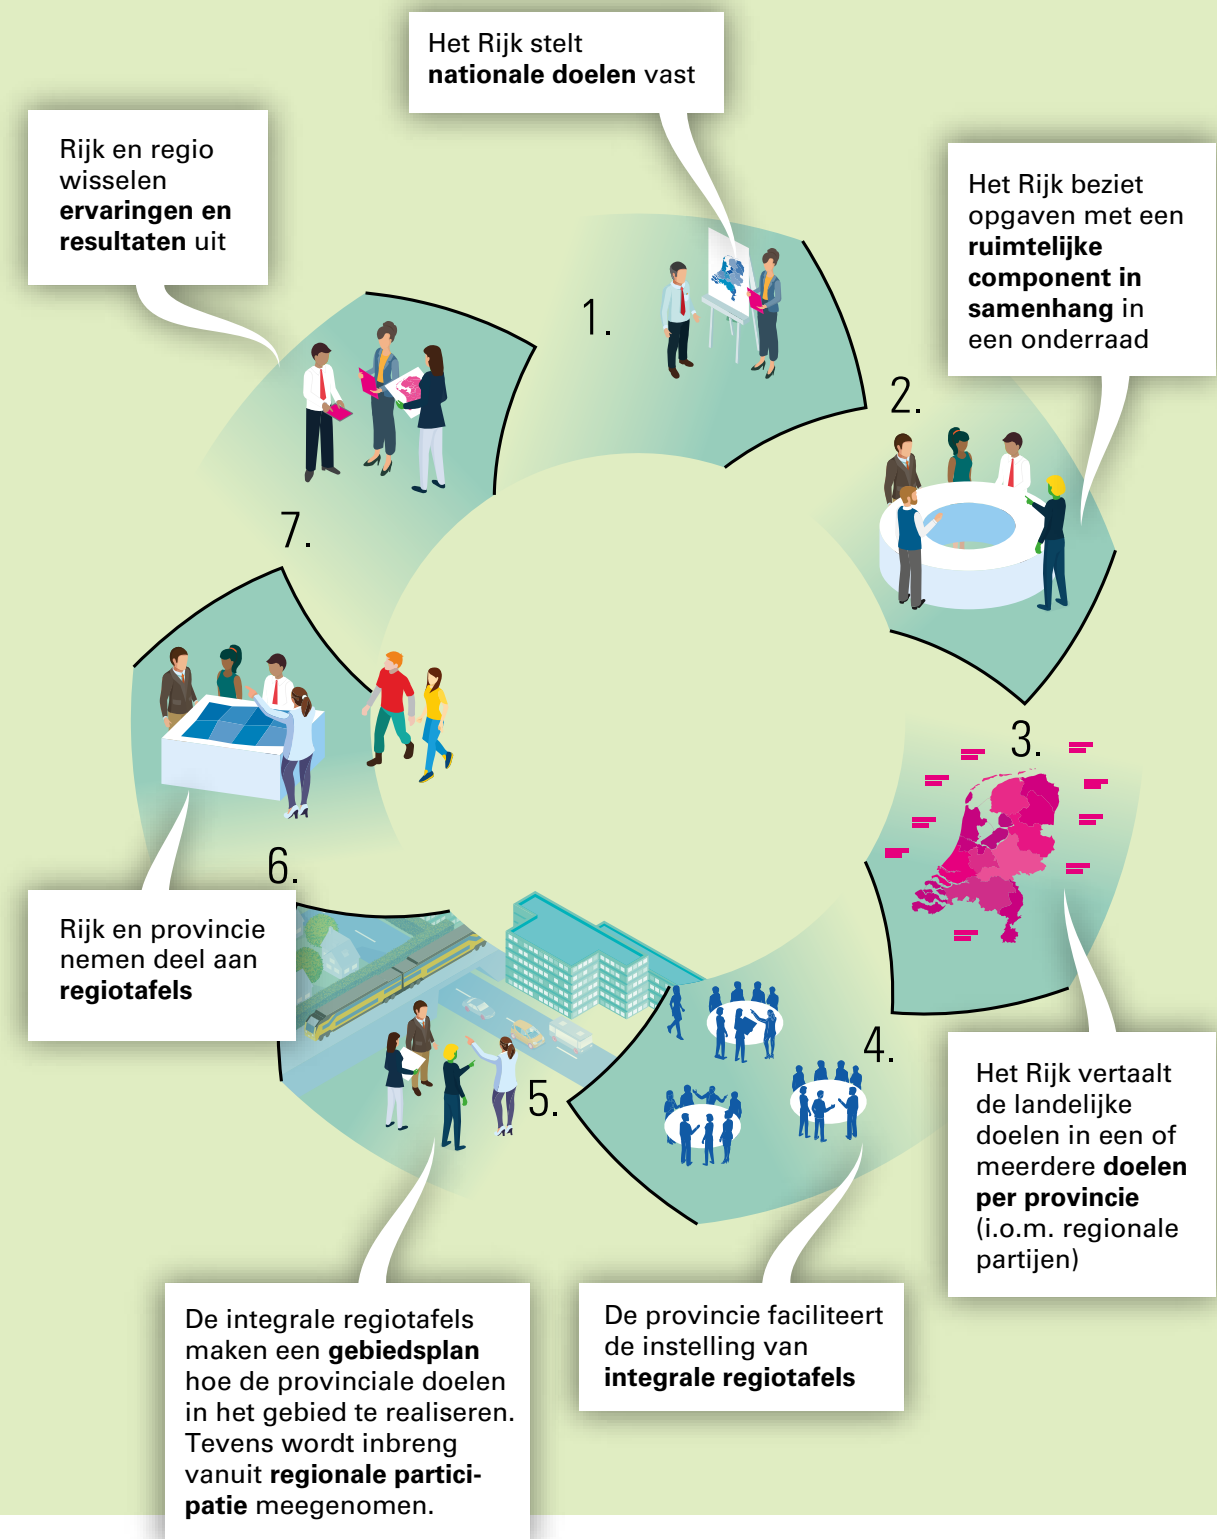 1.
Het Rijk stelt
nationale doelen vast
2.
Het Rijk beziet
opgaven met een
ruimtelijke
component in
samenhang in
een onderraad
3.
Het Rijk vertaalt
de landelijke
doelen in een of
meerdere doelen
per provincie
(i.o.m. regionale
partijen)
4.
De provincie faciliteert
de instelling van
integrale regiotafels
5.
De integrale regiotafels
maken een gebiedsplan
hoe de provinciale doelen
in het gebied te realiseren.
Tevens wordt inbreng
vanuit regionale partici-
patie meegenomen.
6.
Rijk en provincie
nemen deel aan
regiotafels
7.
Rijk en regio
wisselen
ervaringen en
resultaten uit